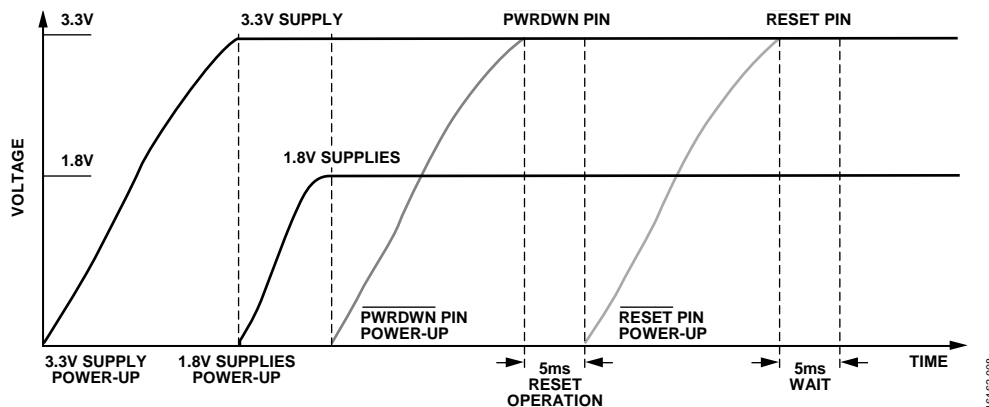 3.3V
3.3V SUPPLY
PWRDWN PIN
RESET PIN
1.8V
1.8V SUPPLIES
VOLTAGE
PWRDWN PIN
POWER-UP
RESET PIN
POWER-UP
3.3V SUPPLY
POWER-UP
1.8V SUPPLIES
POWER-UP
5ms
RESET
OPERATION
5ms
WAIT
TIME